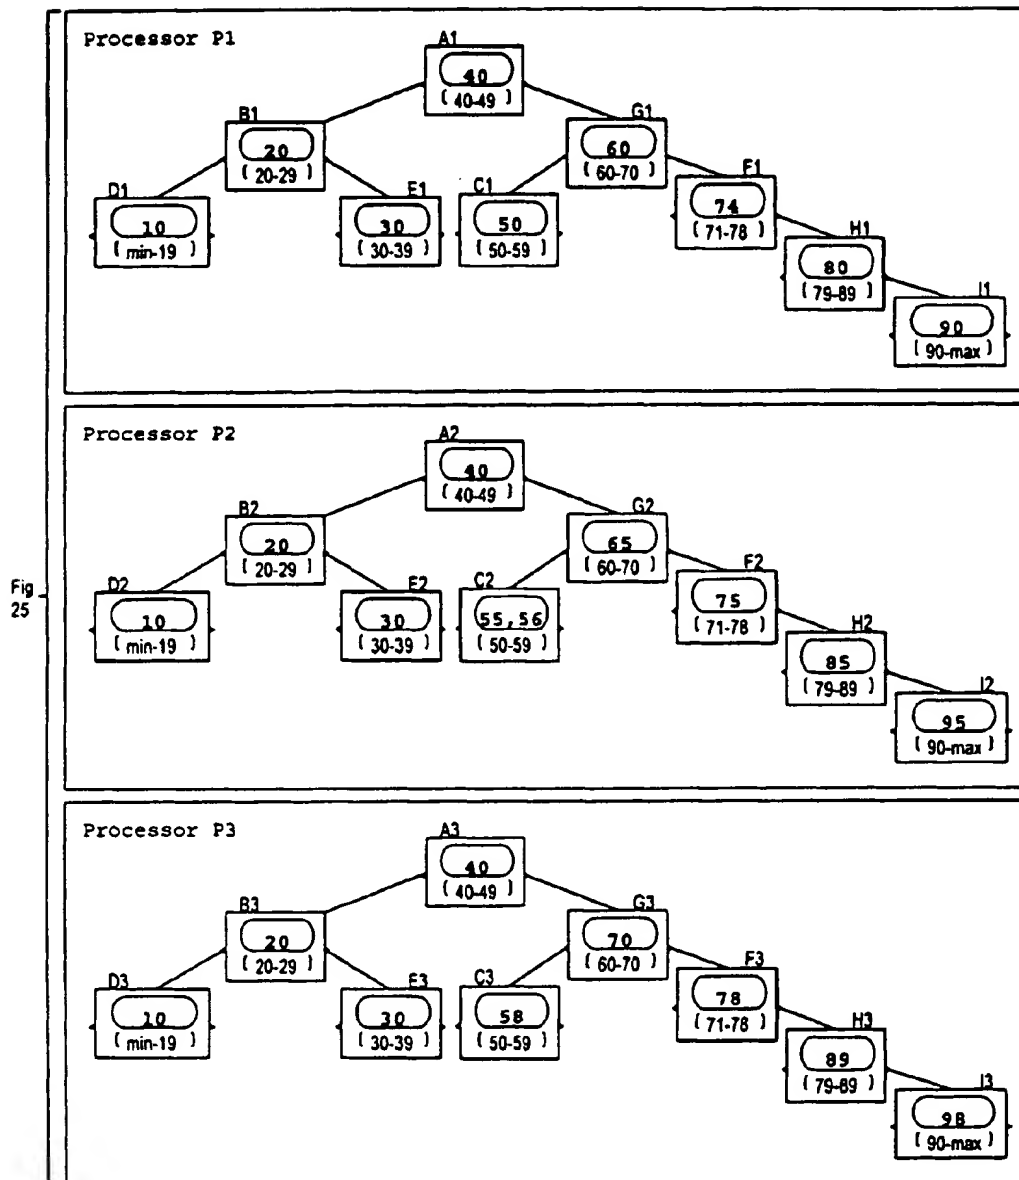 Processor P1
A1
40
( 40-49 )
B1
20
( 20-29 )
G1
60
( 60-70 )
D1
10
( min-19 )
E1
30
( 30-39 )
C1
50
( 50-59 )
F1
74
( 71-78 )
H1
80
( 79-89 )
I1
90
( 90-max )
Processor P2
A2
40
( 40-49 )
B2
20
( 20-29 )
G2
65
( 60-70 )
Fig
25
D2
10
( min-19 )
E2
30
( 30-39 )
C2
55,56
( 50-59 )
F2
75
( 71-78 )
H2
85
( 79-89 )
I2
95
( 90-max )
Processor P3
A3
40
( 40-49 )
B3
20
( 20-29 )
G3
70
( 60-70 )
D3
10
( min-19 )
E3
30
( 30-39 )
C3
58
( 50-59 )
F3
78
( 71-78 )
H3
89
( 79-89 )
I3
98
( 90-max )